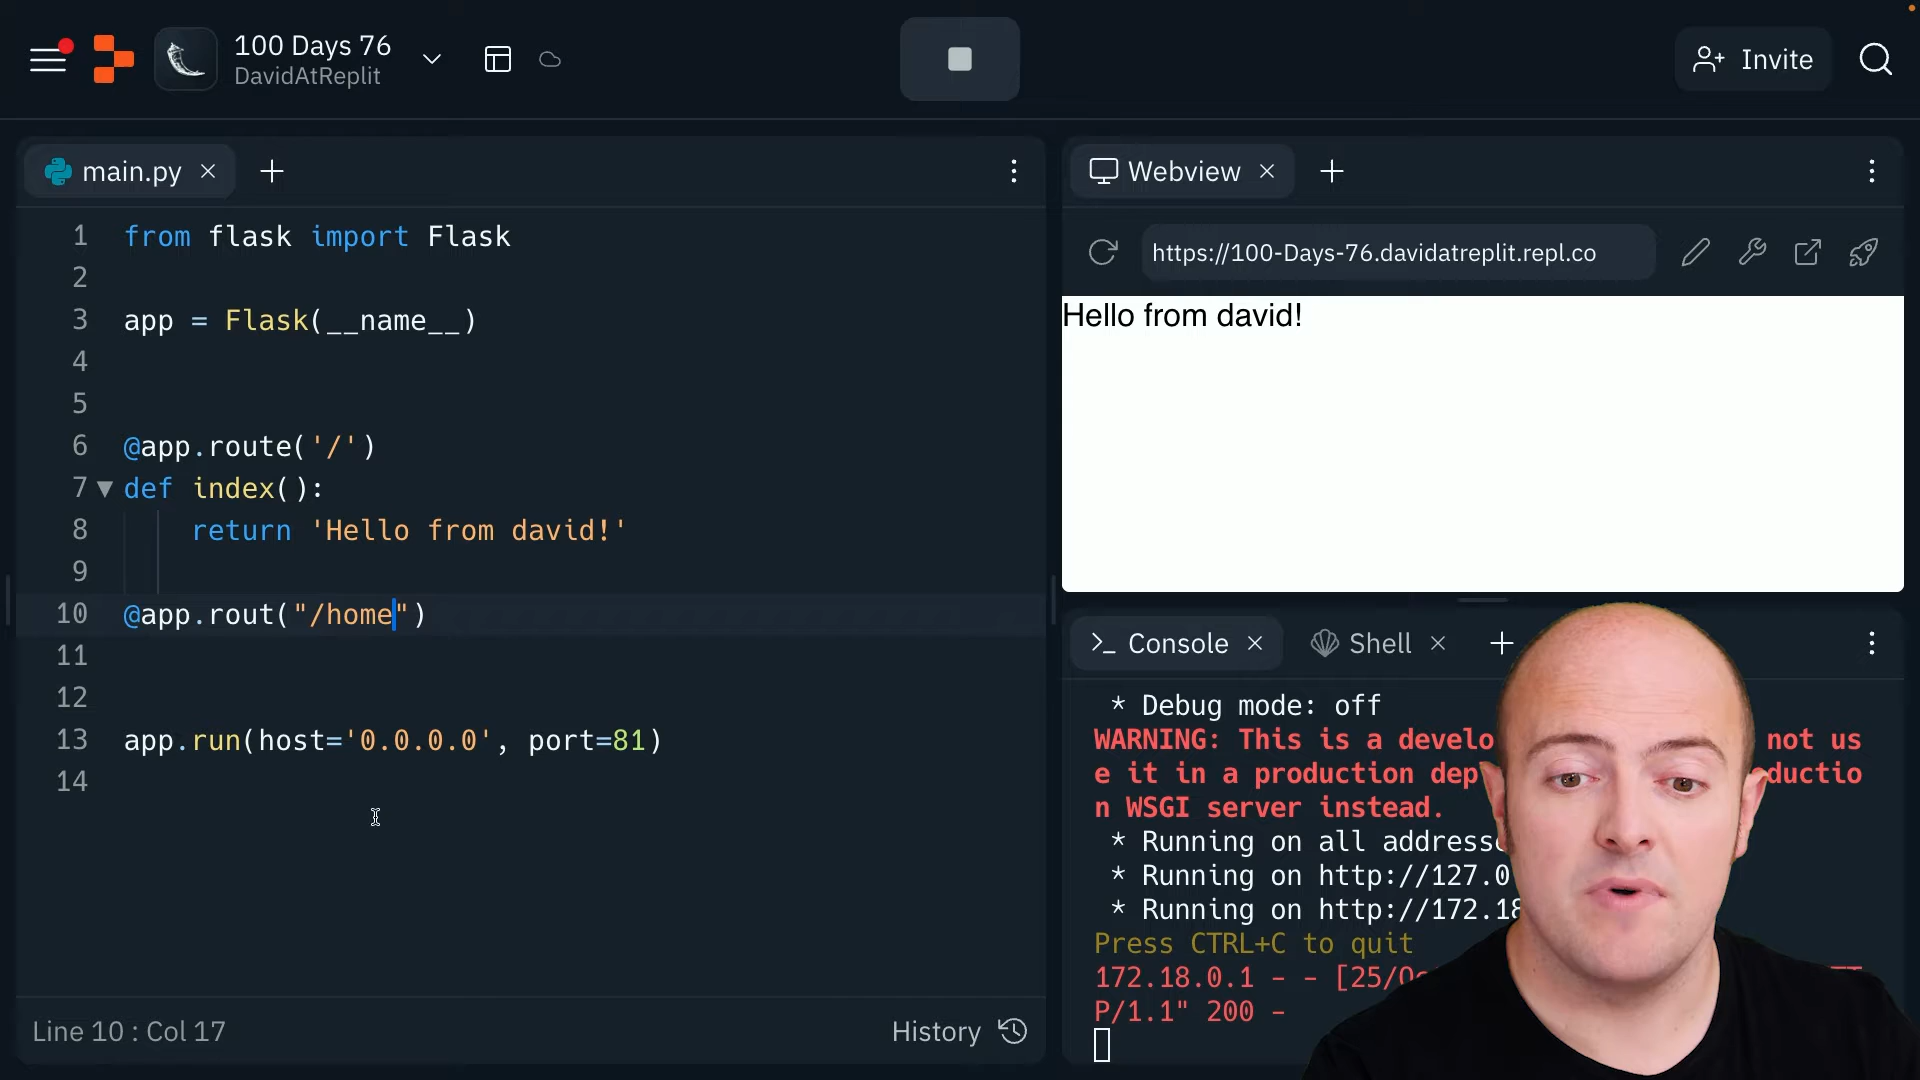 100 Days 76
DavidAtReplit
Invite
main.py
1 from flask import Flask
2
3 app = Flask(__name__)
4
5
6 @app.route('/')
7 def index():
8 return 'Hello from david!'
9
10 @app.rout("/home")
11
12
13 app.run(host='0.0.0.0', port=81)
14
Line 10 : Col 17
History
Webview
https://100-Days-76.davidatreplit.repl.co
Hello from david!
Console
Shell
* Debug mode: off
WARNING: This is a develo not us
e it in a production dep ductio
n WSGI server instead.
* Running on all address
* Running on http://127.0
* Running on http://172.18
Press CTRL+C to quit
172.18.0.1 - - [25/O
P/1.1" 200 -